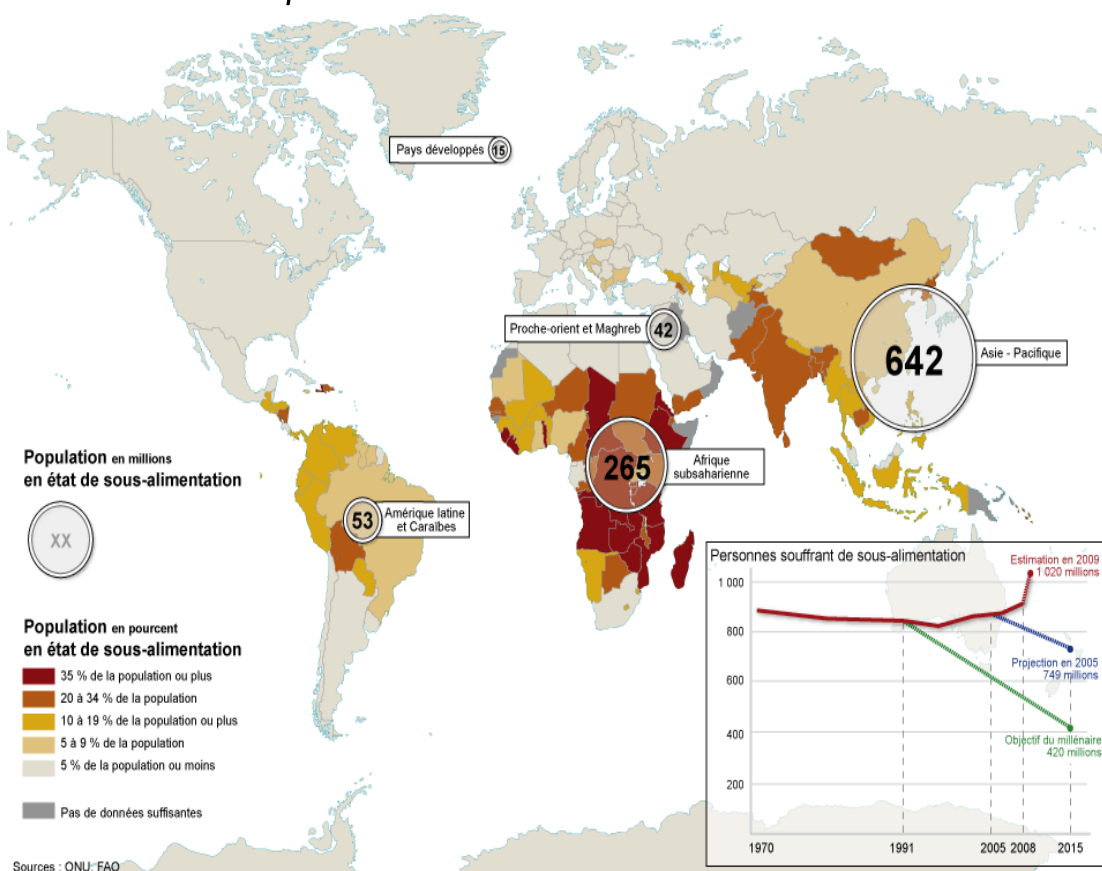 Pays développés 15
Proche-orient et Maghreb 42
642 Asie - Pacifique
265 Afrique
subsaharienne
53 Amérique latine
et Caraïbes
Population en millions
en état de sous-alimentation
XX
Population en pourcent
en état de sous-alimentation
35 % de la population ou plus
20 à 34 % de la population
10 à 19 % de la population ou plus
5 à 9 % de la population
5 % de la population ou moins
Pas de données suffisantes
Sources : ONU, FAO
Personnes souffrant de sous-alimentation
Estimation en 2009
1 020 millions
1 000
800
600
400
200
Projection en 2005
749 millions
Objectif du millénaire
420 millions
1970 1991 2005 2008 2015